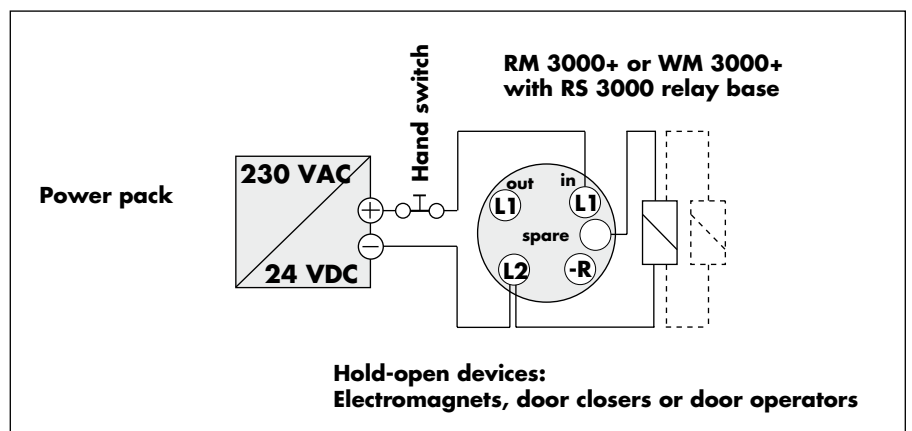 Hand switch
RM 3000+ or WM 3000+
with RS 3000 relay base
Power pack
230 VAC
24 VDC
+
−
out
in
L1
L1
spare
L2
-R
Hold-open devices:
Electromagnets, door closers or door operators